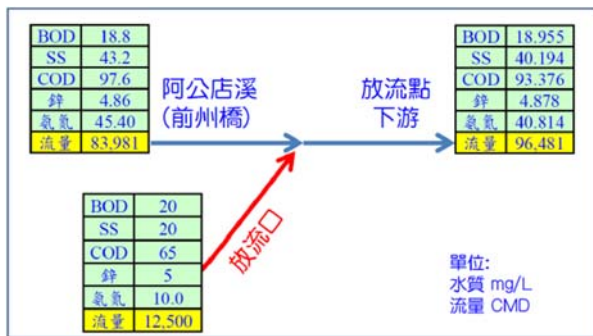 BOD 18.8
SS 43.2
COD 97.6
鋅 4.86
氨氮 45.40
流量 83,981
阿公店溪
(前州橋)
放流點
下游
BOD 18.955
SS 40.194
COD 93.376
鋅 4.878
氨氮 40.814
流量 96,481
BOD 20
SS 20
COD 65
鋅 5
氨氮 10.0
流量 12,500
放流口
單位:
水質 mg/L
流量 CMD